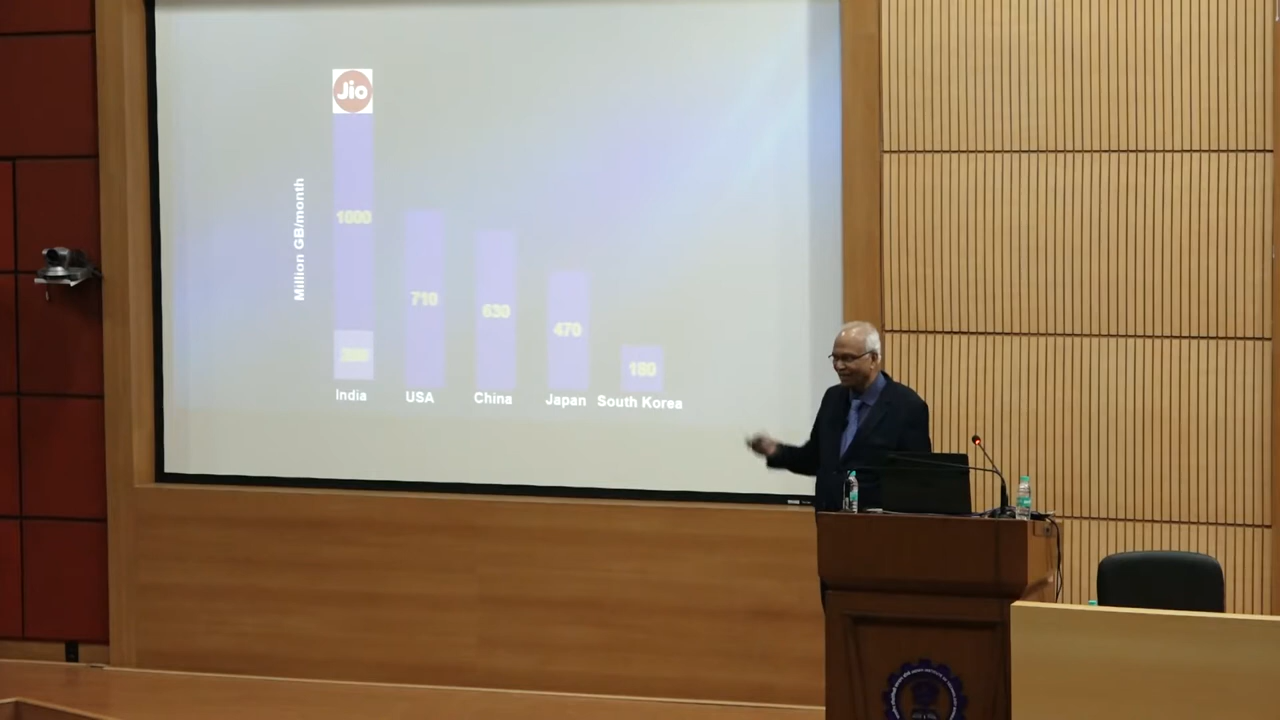 Jio
Million GB/month
1000
710
630
470
180
India
USA
China
Japan
South Korea